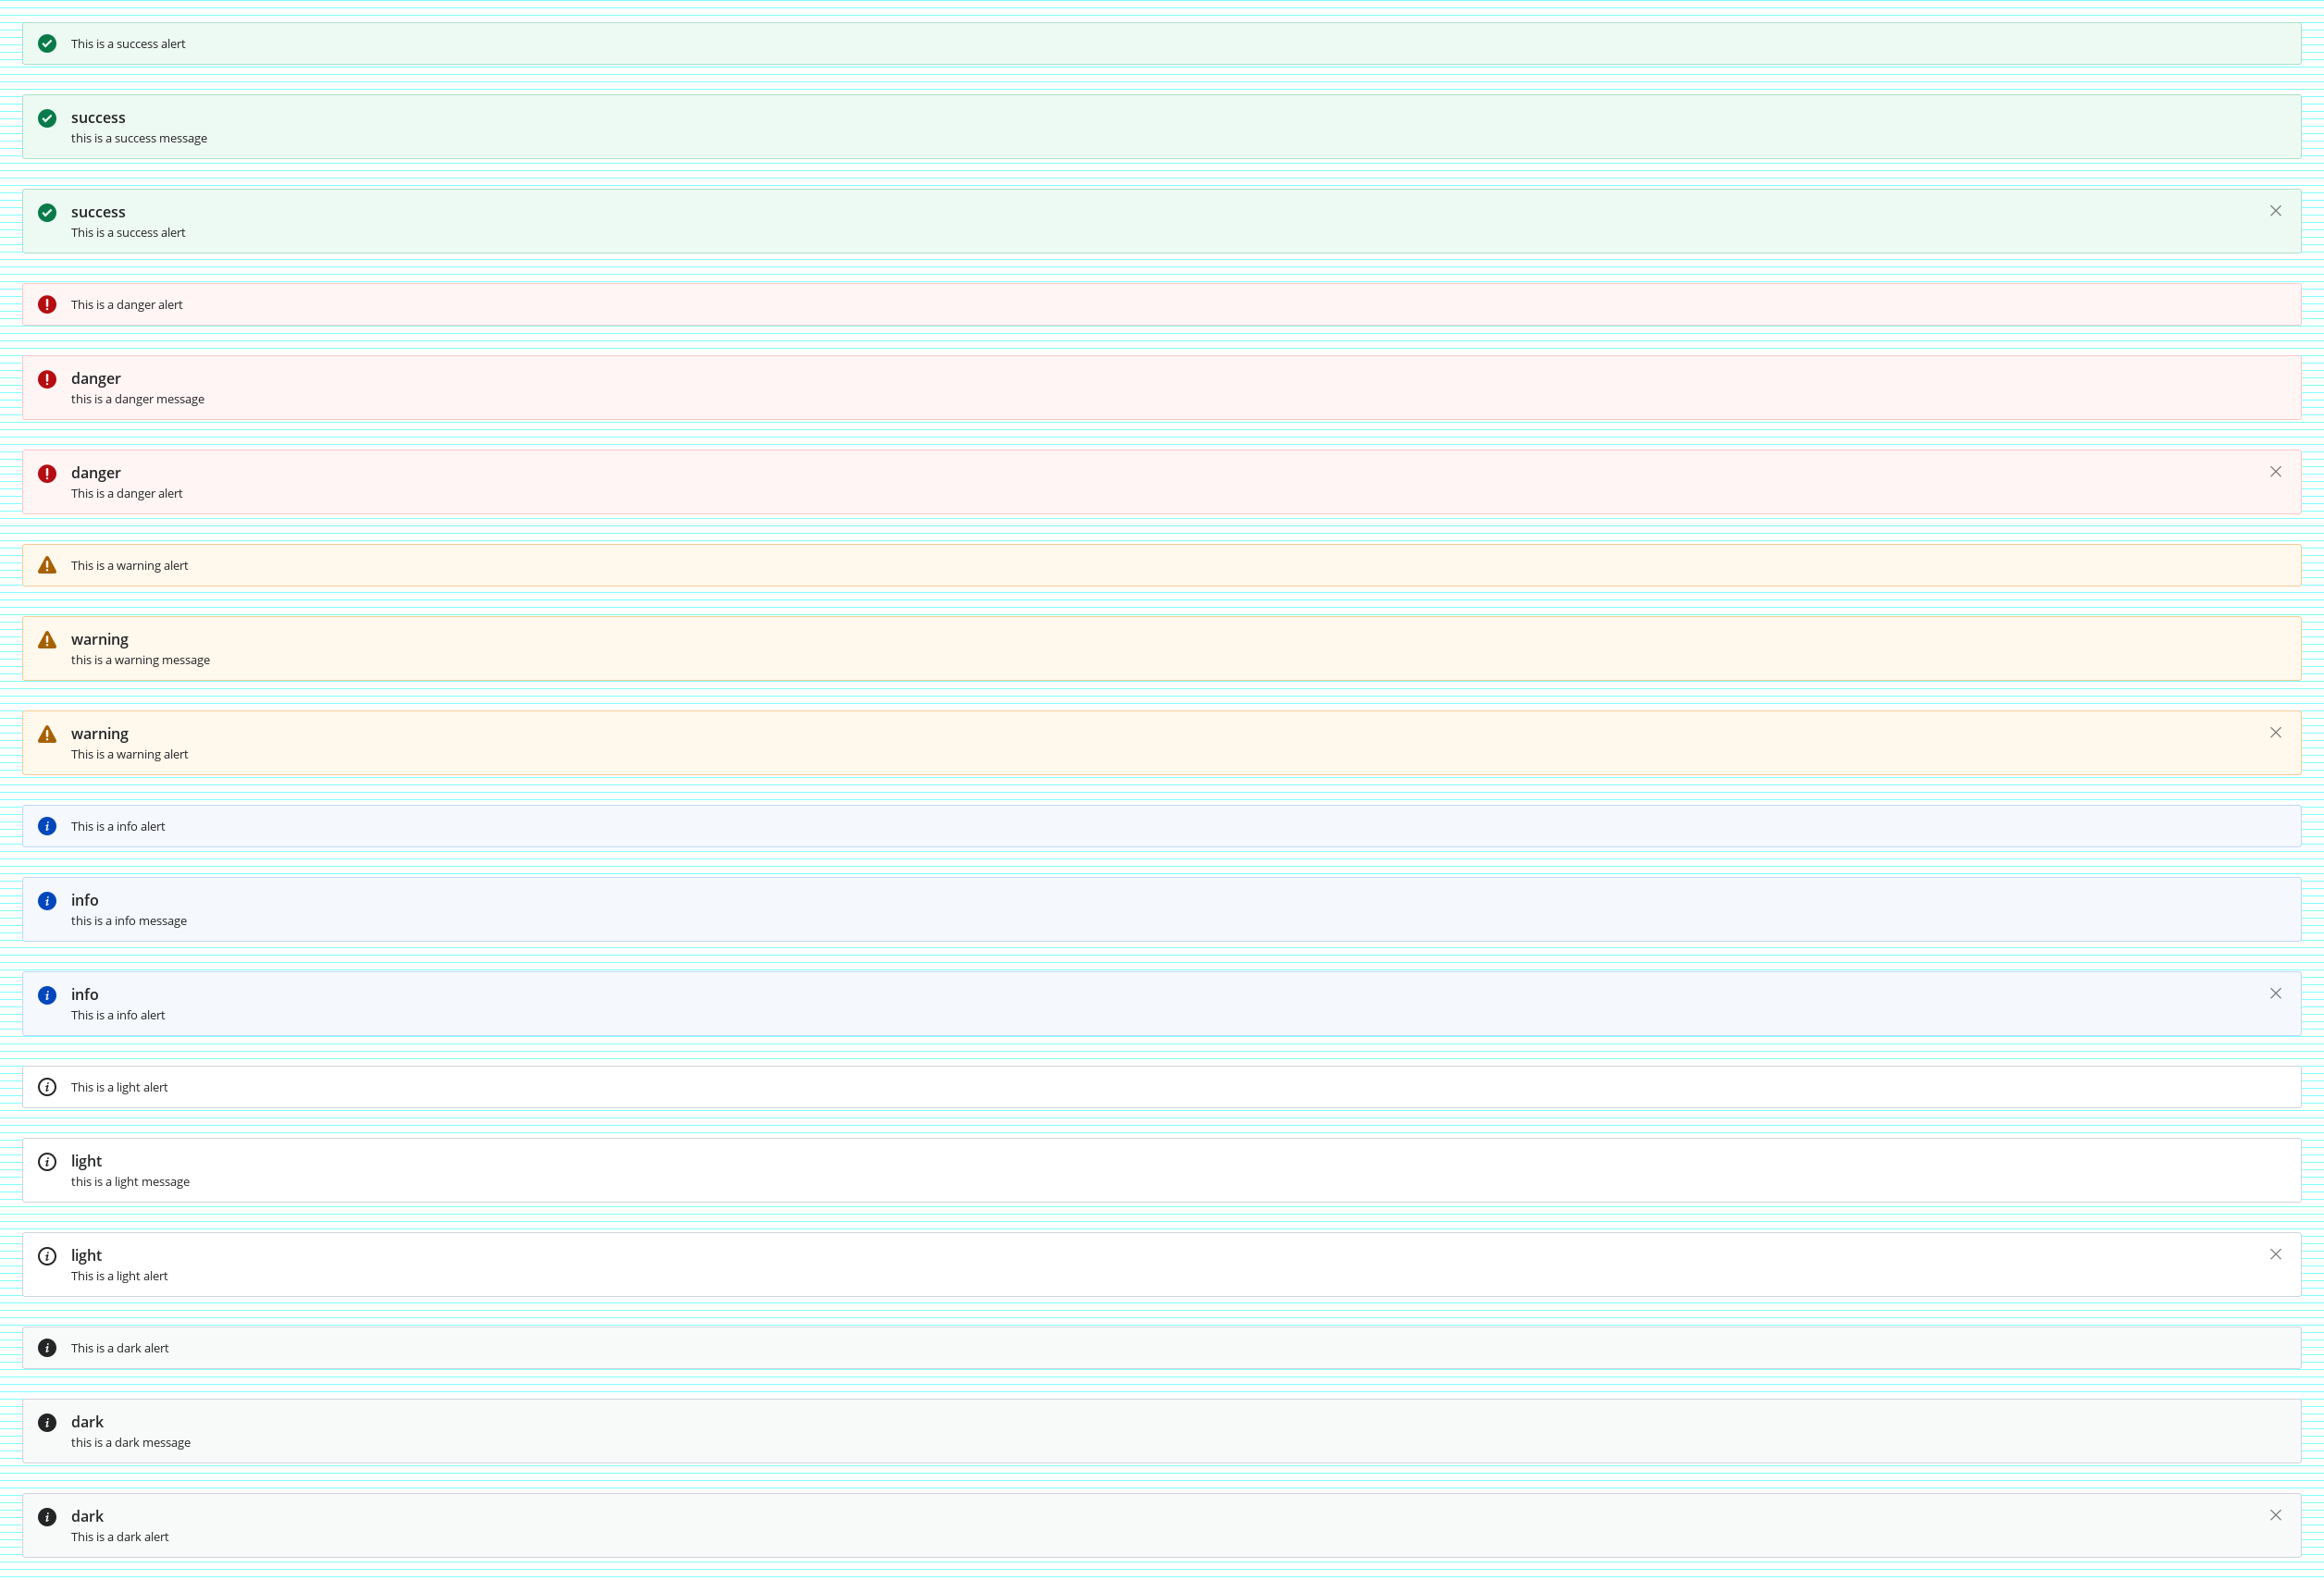 This is a success alert
success
this is a success message
success
This is a success alert
This is a danger alert
danger
this is a danger message
danger
This is a danger alert
This is a warning alert
warning
this is a warning message
warning
This is a warning alert
This is a info alert
info
this is a info message
info
This is a info alert
This is a light alert
light
this is a light message
light
This is a light alert
This is a dark alert
dark
this is a dark message
dark
This is a dark alert